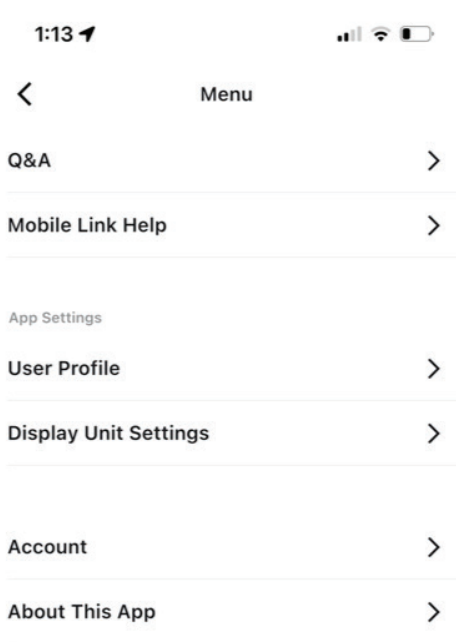 1:13
Menu
Q&A
Mobile Link Help
App Settings
User Profile
Display Unit Settings
Account
About This App